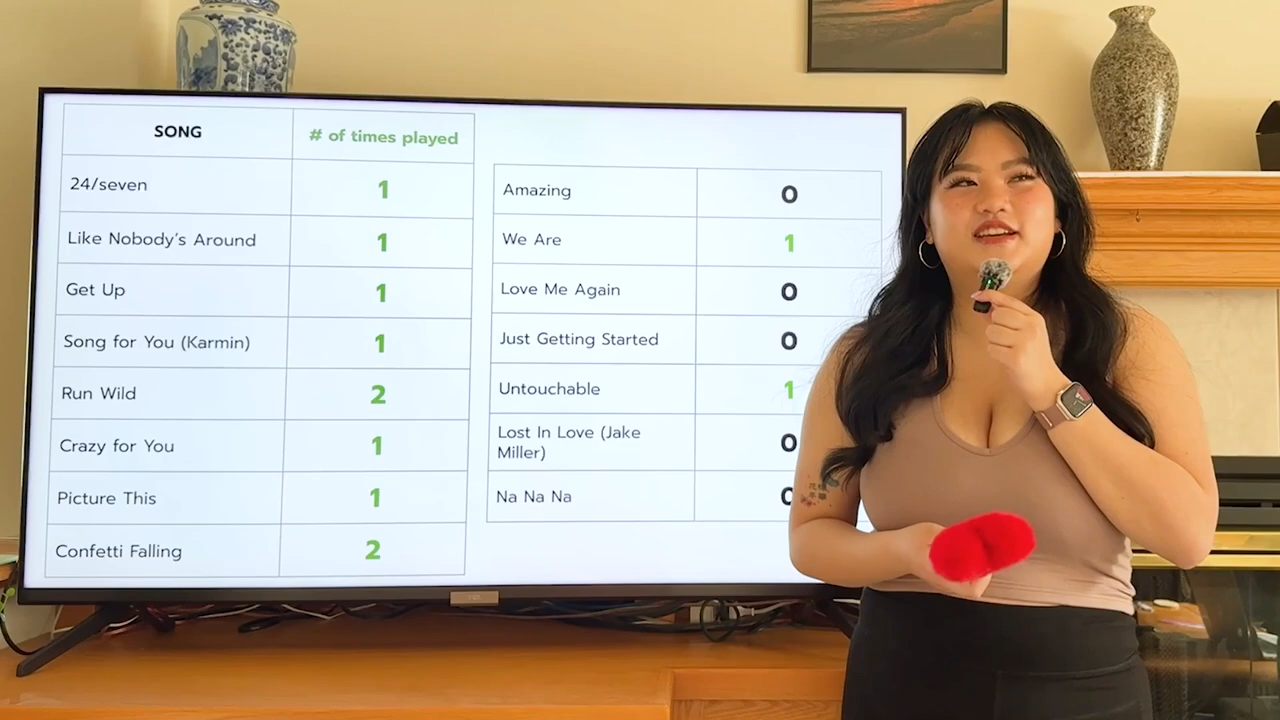 SONG # of times played
24/seven 1
Like Nobody's Around 1
Get Up 1
Song for You (Karmin) 1
Run Wild 2
Crazy for You 1
Picture This 1
Confetti Falling 2
Amazing 0
We Are 1
Love Me Again 0
Just Getting Started 0
Untouchable 1
Lost In Love (Jake
Miller) 0
Na Na Na 0